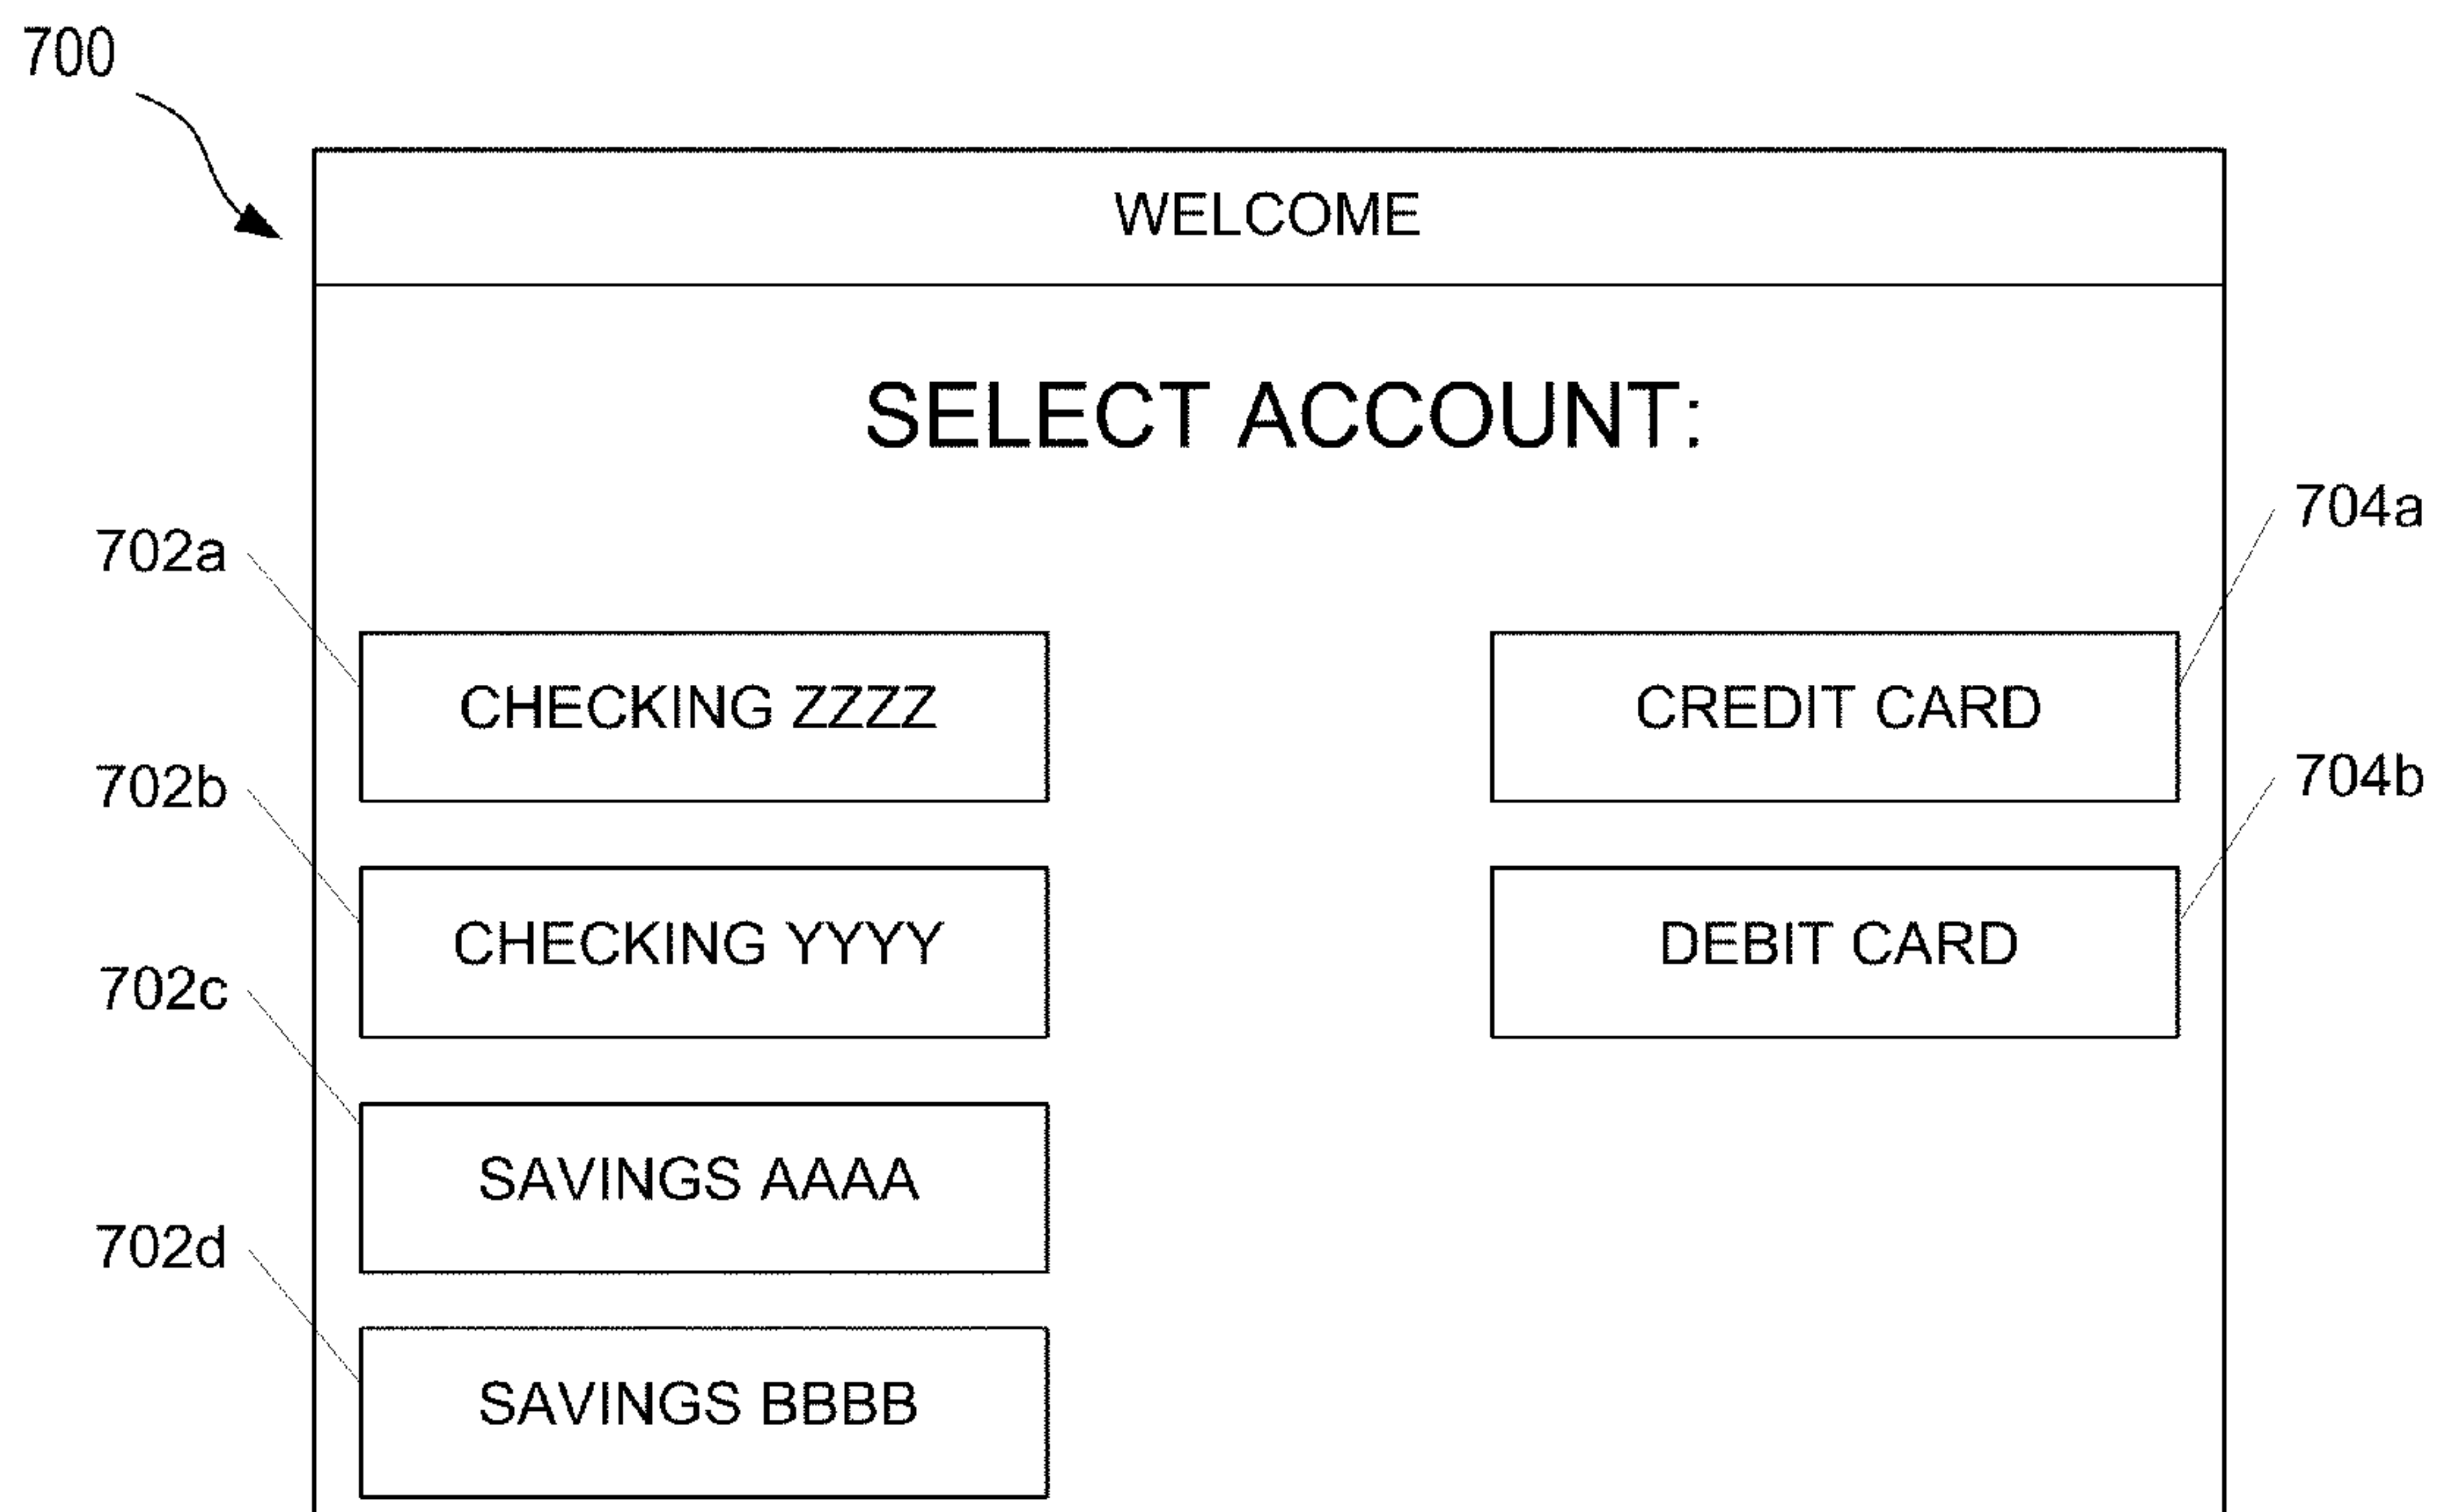 700
WELCOME
SELECT ACCOUNT:
702a
704a
CHECKING ZZZZ
CREDIT CARD
702b
704b
CHECKING YYYY
DEBIT CARD
702c
SAVINGS AAAA
702d
SAVINGS BBBB